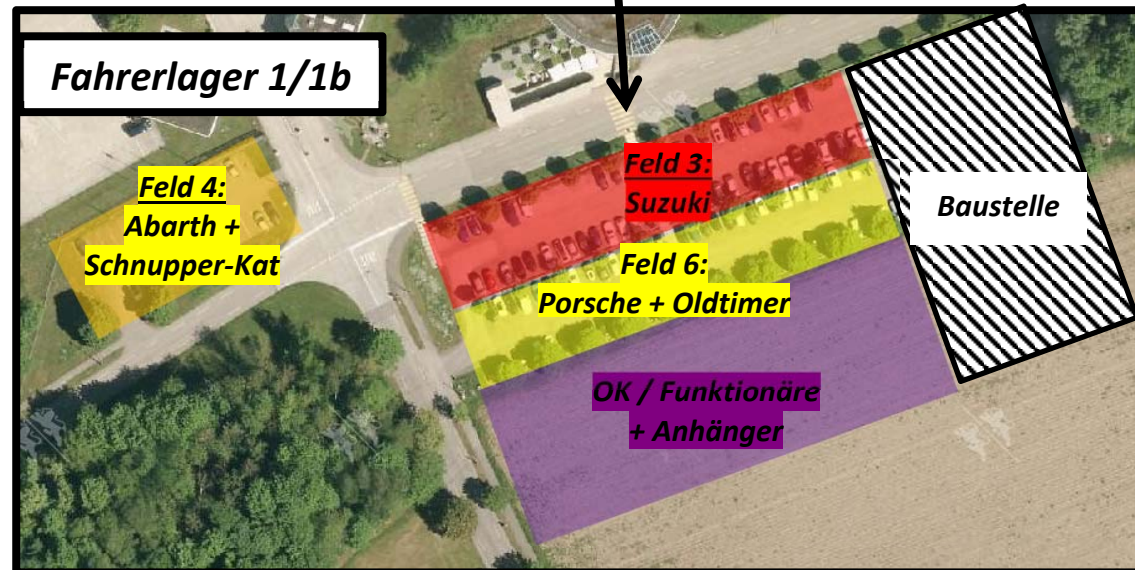 Fahrerlager 1/1b
Feld 4:
Abarth +
Schnupper-Kat
Feld 3:
Suzuki
Feld 6:
Porsche + Oldtimer
OK / Funktionäre
+ Anhänger
Baustelle